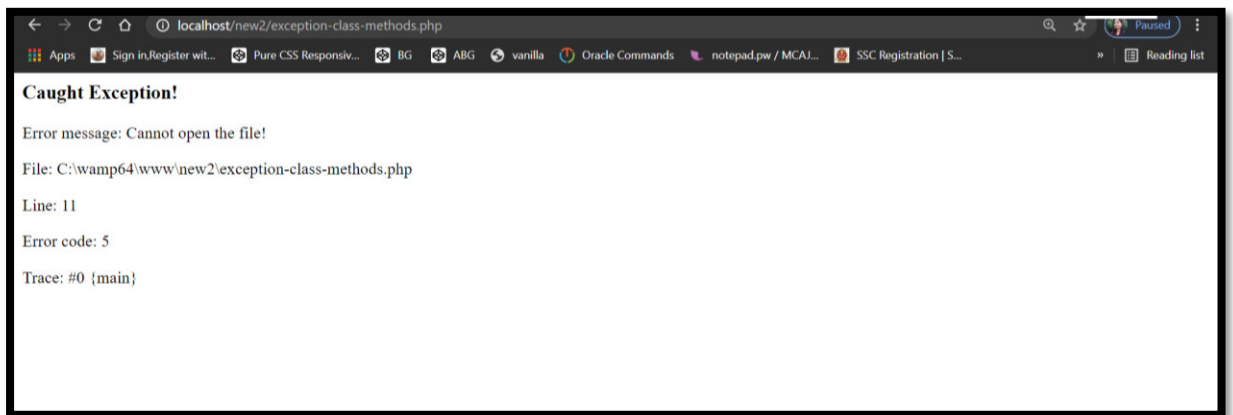 localhost/new2/exception-class-methods.php
Paused
Apps Sign in,Register wit... Pure CSS Responsiv... BG ABG vanilla Oracle Commands notepad.pw / MCAJ... SSC Registration | S... » Reading list
Caught Exception!
Error message: Cannot open the file!
File: C:\wamp64\www\new2\exception-class-methods.php
Line: 11
Error code: 5
Trace: #0 {main}